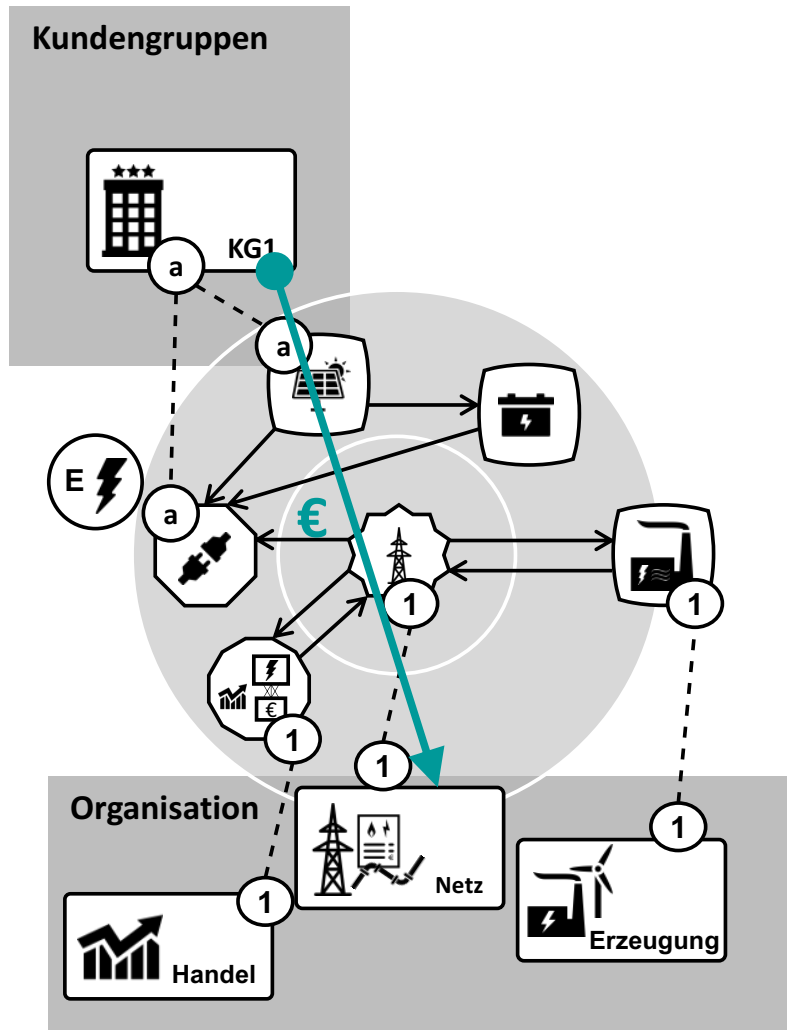 Kundengruppen
KG1
a
a
E
a
€
1
1
€
1
1
Organisation
1
Netz
1
Erzeugung
Handel